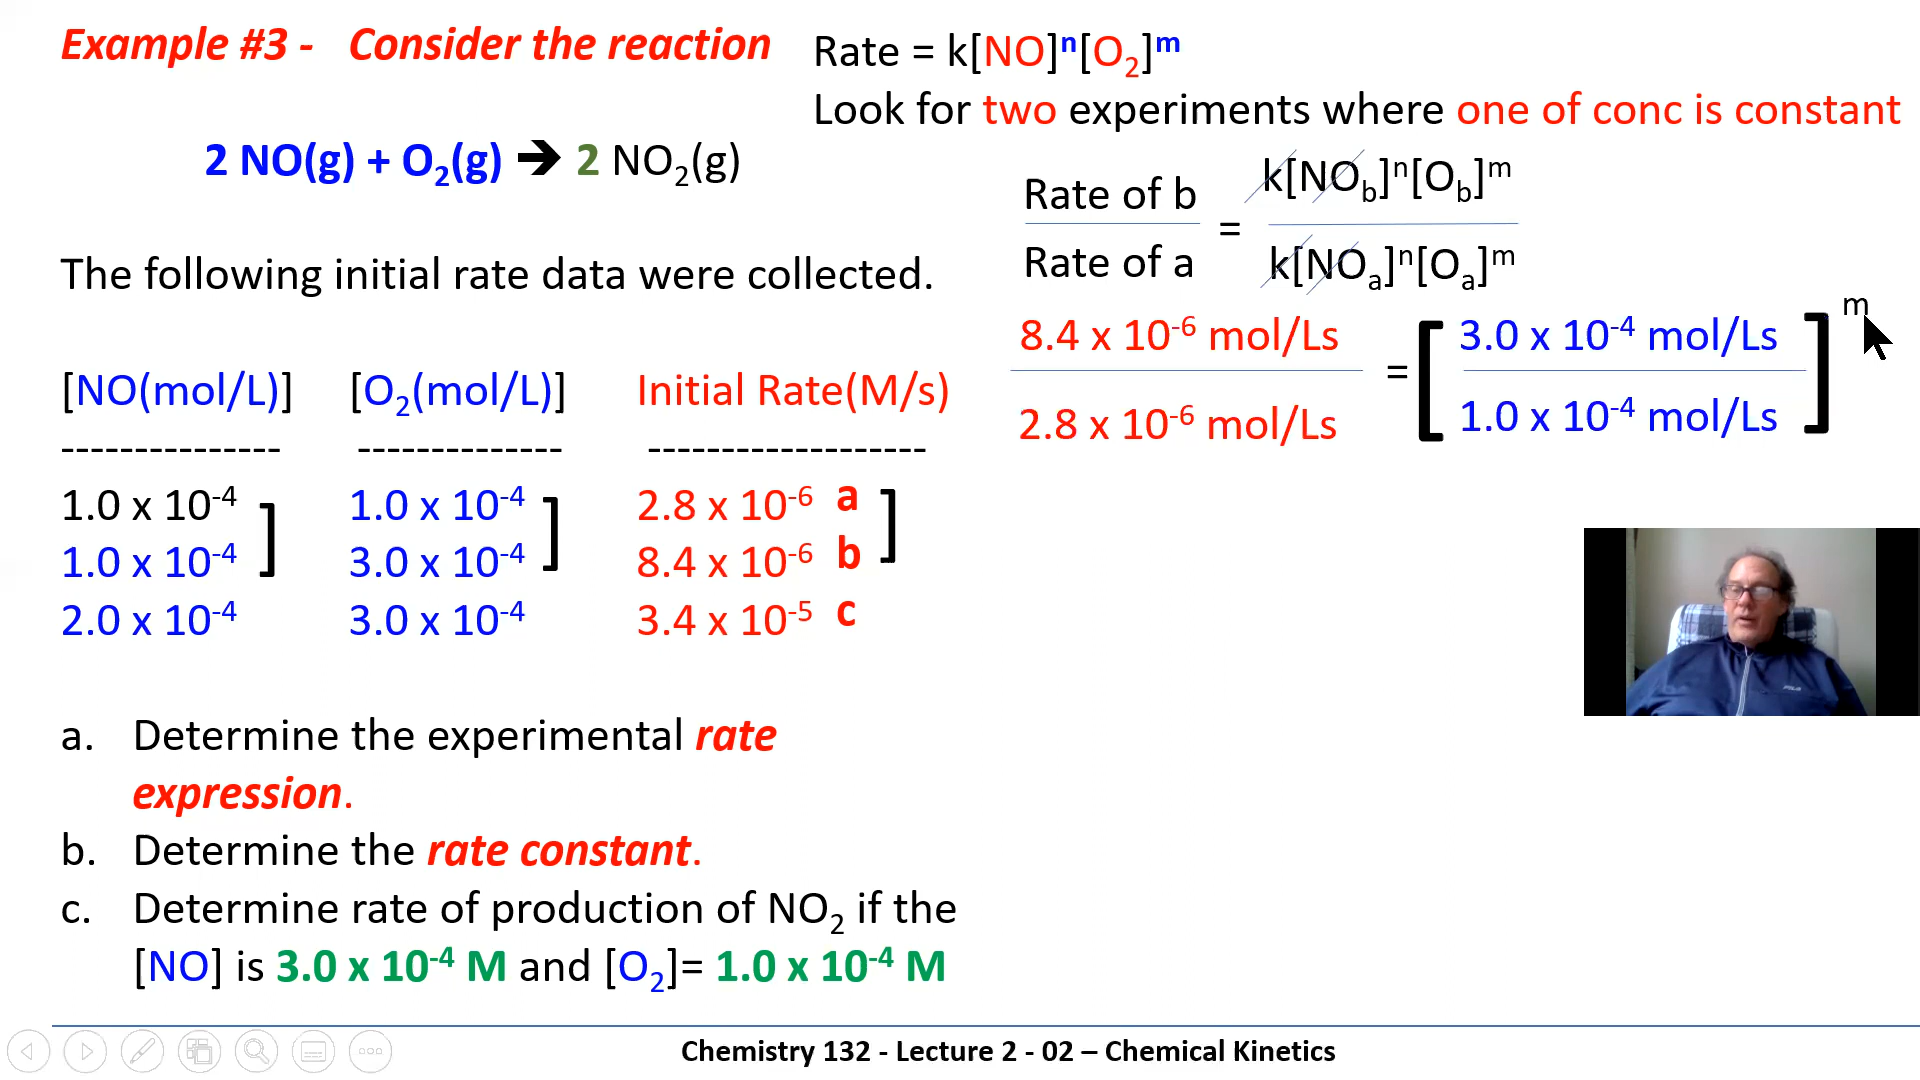 Example #3 - Consider the reaction
2 NO(g) + O₂(g) 🡺 2 NO₂(g)
The following initial rate data were collected.
[NO(mol/L)] [O₂(mol/L)] Initial Rate(M/s)
--------------- -------------- -------------------
1.0 x 10⁻⁴ ] 1.0 x 10⁻⁴ ] 2.8 x 10⁻⁶ a ]
1.0 x 10⁻⁴ 3.0 x 10⁻⁴ 8.4 x 10⁻⁶ b
2.0 x 10⁻⁴ 3.0 x 10⁻⁴ 3.4 x 10⁻⁵ c
a. Determine the experimental rate
expression.
b. Determine the rate constant.
c. Determine rate of production of NO₂ if the
[NO] is 3.0 x 10⁻⁴ M and [O₂]= 1.0 x 10⁻⁴ M
Rate = k[NO]ⁿ[O₂]ᵐ
Look for two experiments where one of conc is constant
Rate of b = k[NO_b]ⁿ[O_b]ᵐ
Rate of a k[NOₐ]ⁿ[Oₐ]ᵐ
8.4 x 10⁻⁶ mol/Ls = [ 3.0 x 10⁻⁴ mol/Ls ] m
2.8 x 10⁻⁶ mol/Ls 1.0 x 10⁻⁴ mol/Ls
Chemistry 132 - Lecture 2 - 02 – Chemical Kinetics